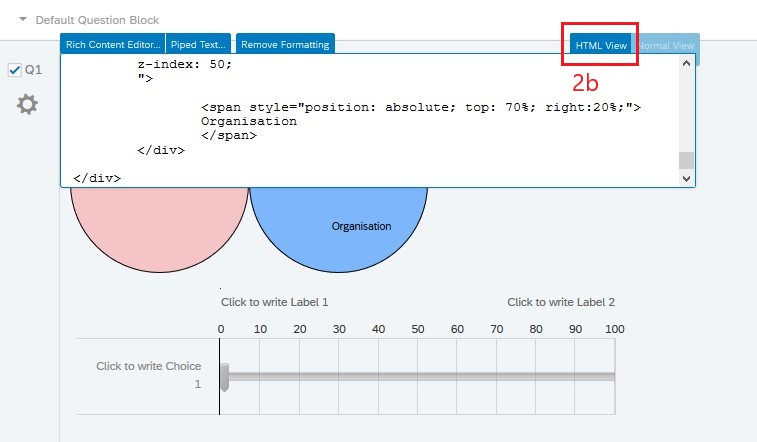 Default Question Block
Rich Content Editor... Piped Text... Remove Formatting HTML View Normal View
2b
Q1
z-index: 50;
">
<span style="position: absolute; top: 70%; right:20%;">
Organisation
</span>
</div>
</div>
Organisation
Click to write Label 1 Click to write Label 2
0 10 20 30 40 50 60 70 80 90 100
Click to write Choice
1